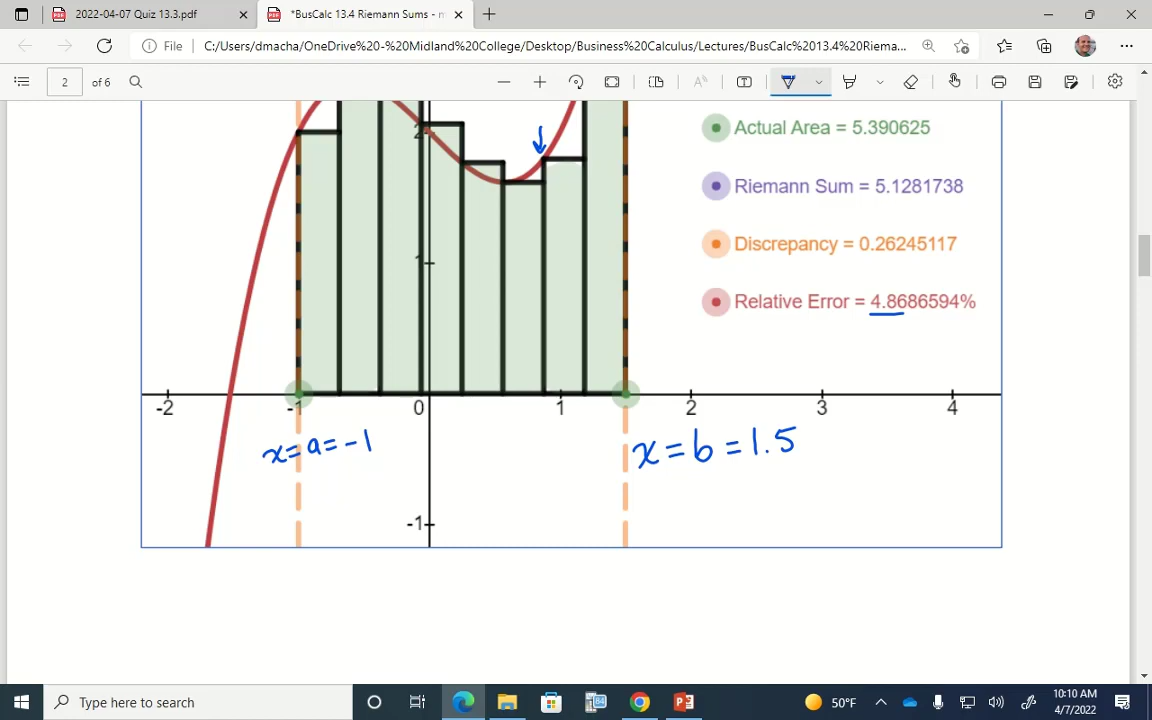 2022-04-07 Quiz 13.3.pdf
*BusCalc 13.4 Riemann Sums - m
File
C:/Users/dmacha/OneDrive%20-%20Midland%20College/Desktop/Business%20Calculus/Lectures/BusCalc%2013.4%20Riema...
2 of 6
2
1
Actual Area = 5.390625
Riemann Sum = 5.1281738
Discrepancy = 0.26245117
Relative Error = 4.8686594%
-2 -1 0 1 2 3 4
x=a=-1
x=b=1.5
-1
Type here to search
50°F
10:10 AM
4/7/2022